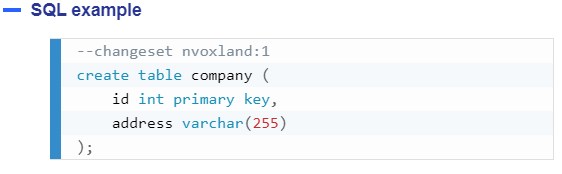 SQL example
--changeset nvoxland:1
create table company (
    id int primary key,
    address varchar(255)
);